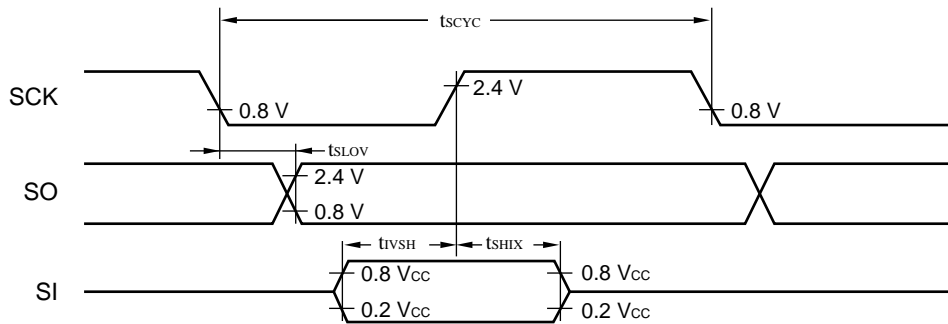 tSCYC
SCK
2.4 V
0.8 V
0.8 V
tSLOV
SO
2.4 V
0.8 V
tIVSH
tSHIX
SI
0.8 VCC
0.8 VCC
0.2 VCC
0.2 VCC